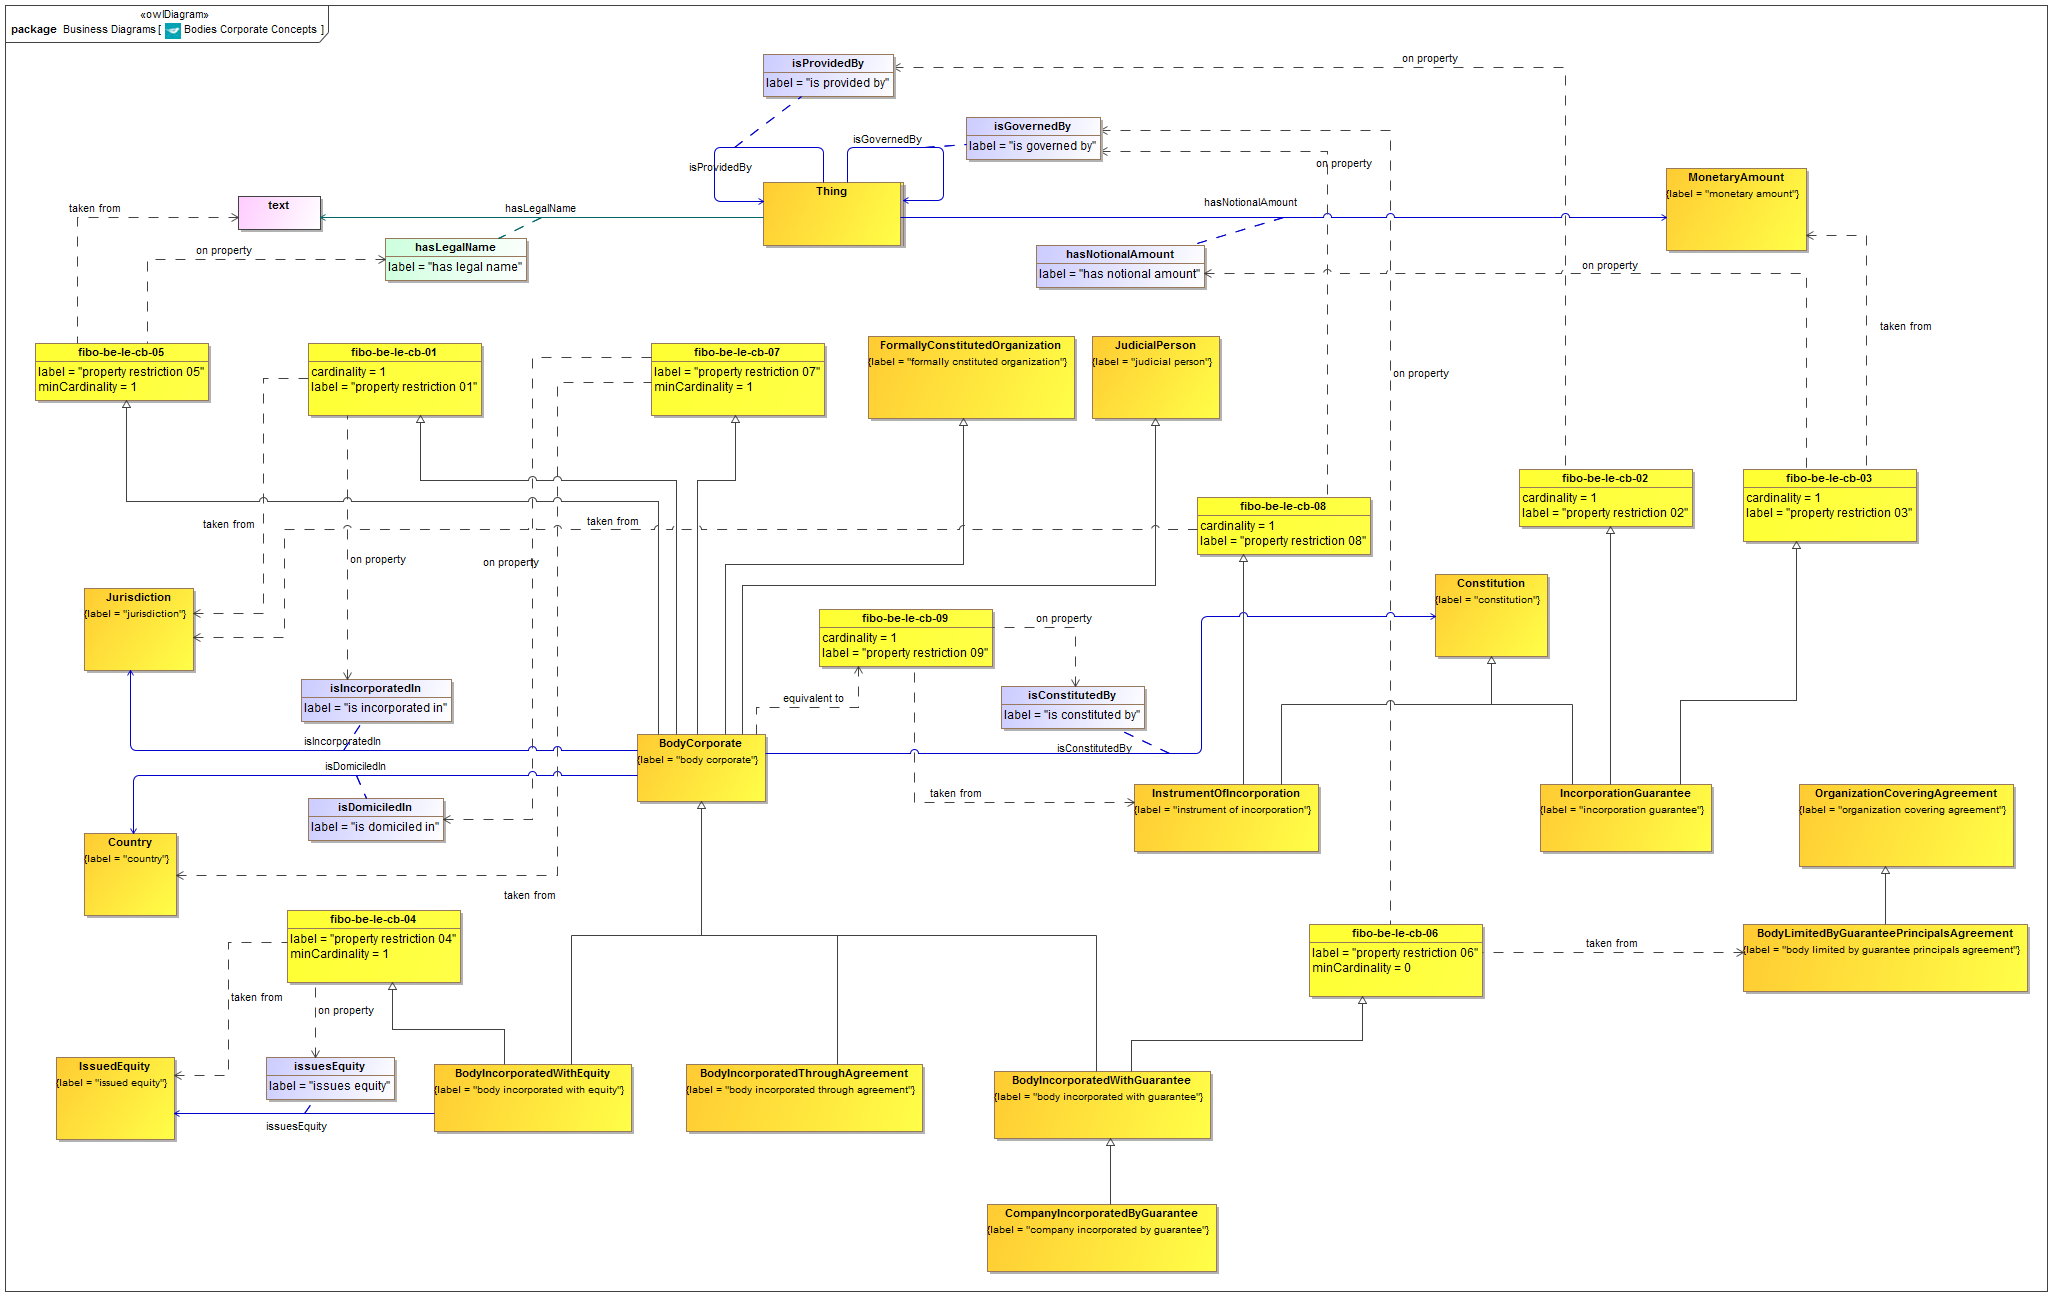 «owlDiagram»
package Business Diagrams [ Bodies Corporate Concepts ]
isProvidedBy
label = "is provided by"
on property
isGovernedBy
label = "is governed by"
isGovernedBy
isProvidedBy
on property
Thing
MonetaryAmount
{label = "monetary amount"}
text
taken from
hasLegalName
hasNotionalAmount
hasLegalName
label = "has legal name"
on property
hasNotionalAmount
label = "has notional amount"
on property
taken from
fibo-be-le-cb-05
label = "property restriction 05"
minCardinality = 1
fibo-be-le-cb-01
cardinality = 1
label = "property restriction 01"
fibo-be-le-cb-07
label = "property restriction 07"
minCardinality = 1
FormallyConstitutedOrganization
{label = "formally cnstituted organization"}
JudicialPerson
{label = "judicial person"}
on property
fibo-be-le-cb-08
cardinality = 1
label = "property restriction 08"
fibo-be-le-cb-02
cardinality = 1
label = "property restriction 02"
fibo-be-le-cb-03
cardinality = 1
label = "property restriction 03"
taken from
taken from
on property
on property
Jurisdiction
{label = "jurisdiction"}
Constitution
{label = "constitution"}
fibo-be-le-cb-09
cardinality = 1
label = "property restriction 09"
on property
isIncorporatedIn
label = "is incorporated in"
equivalent to
isConstitutedBy
label = "is constituted by"
isIncorporatedIn
isConstitutedBy
BodyCorporate
{label = "body corporate"}
isDomiciledIn
isDomiciledIn
label = "is domiciled in"
taken from
InstrumentOfIncorporation
{label = "instrument of incorporation"}
IncorporationGuarantee
{label = "incorporation guarantee"}
OrganizationCoveringAgreement
{label = "organization covering agreement"}
Country
{label = "country"}
taken from
fibo-be-le-cb-04
label = "property restriction 04"
minCardinality = 1
fibo-be-le-cb-06
label = "property restriction 06"
minCardinality = 0
taken from
BodyLimitedByGuaranteePrincipalsAgreement
{label = "body limited by guarantee principals agreement"}
taken from
on property
IssuedEquity
{label = "issued equity"}
issuesEquity
label = "issues equity"
issuesEquity
BodyIncorporatedWithEquity
{label = "body incorporated with equity"}
BodyIncorporatedThroughAgreement
{label = "body incorporated through agreement"}
BodyIncorporatedWithGuarantee
{label = "body incorporated with guarantee"}
CompanyIncorporatedByGuarantee
{label = "company incorporated by guarantee"}